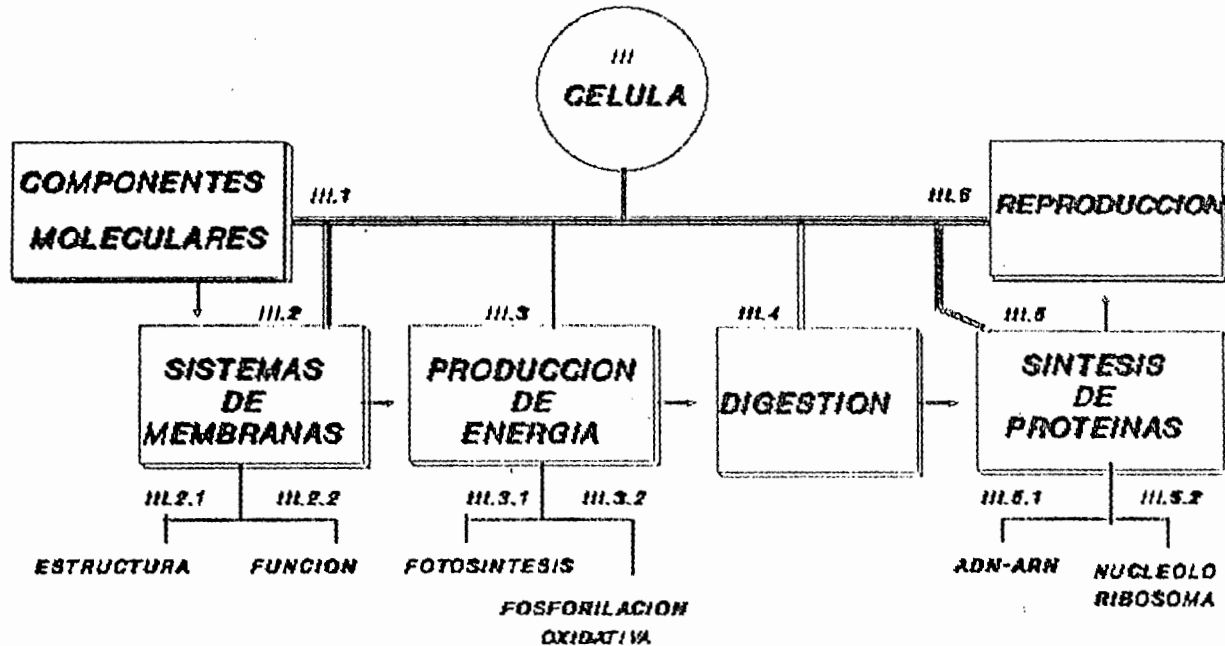 III
CELULA
COMPONENTES
MOLECULARES
III.1
III.6
REPRODUCCION
III.2
III.3
III.4
III.5
SISTEMAS
DE
MEMBRANAS
PRODUCCION
DE
ENERGIA
DIGESTION
SINTESIS
DE
PROTEINAS
III.2.1
III.2.2
III.3.1
III.3.2
III.5.1
III.5.2
ESTRUCTURA
FUNCION
FOTOSINTESIS
FOSFORILACION
OXIDATIVA
ADN-ARN
NUCLEOLO
RIBOSOMA